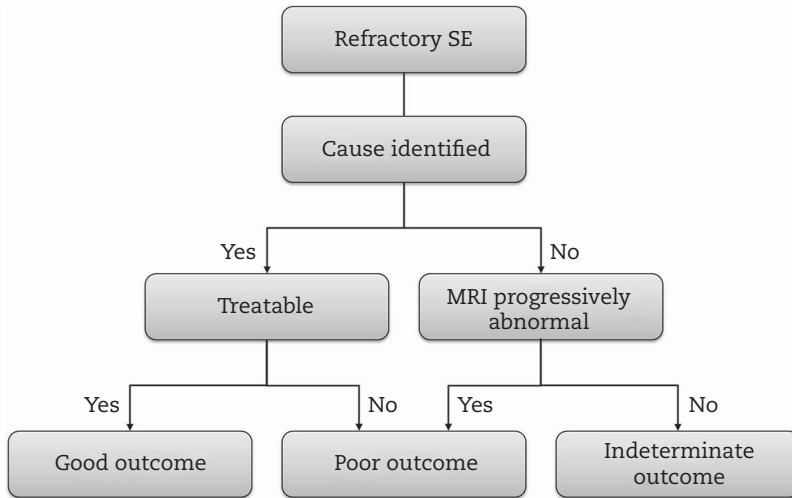 Refractory SE
Cause identified
Yes
No
Treatable
MRI progressively
abnormal
Yes
No
Yes
No
Good outcome
Poor outcome
Indeterminate
outcome